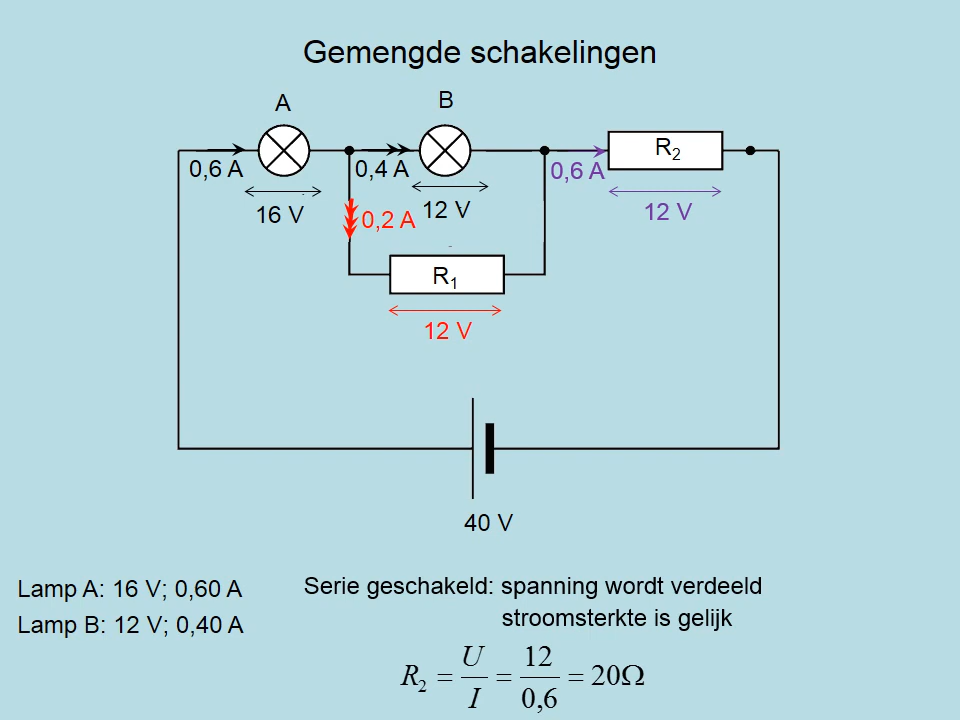 Gemengde schakelingen
A
B
R2
0,6 A
0,4 A
0,6 A
16 V
12 V
12 V
0,2 A
R1
12 V
40 V
Lamp A: 16 V; 0,60 A
Lamp B: 12 V; 0,40 A
Serie geschakeld: spanning wordt verdeeld
stroomsterkte is gelijk
R2 = U/I = 12/0,6 = 20Ω